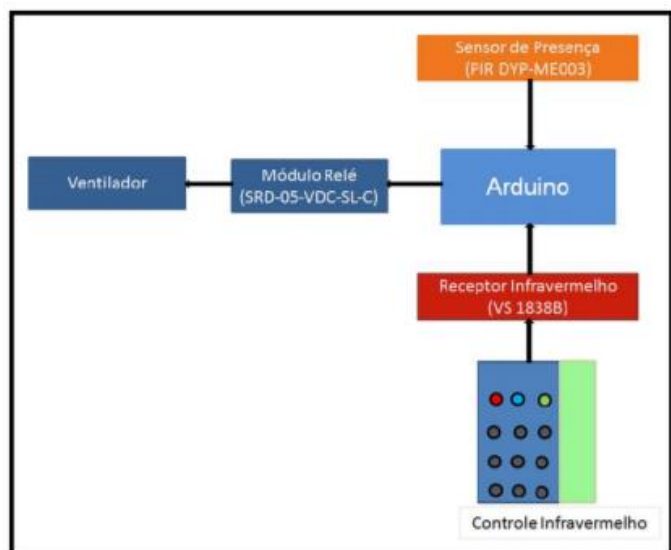 Sensor de Presença
(PIR DYP-ME003)
Ventilador
Módulo Relé
(SRD-05-VDC-SL-C)
Arduino
Receptor Infravermelho
(VS 1838B)
Controle Infravermelho